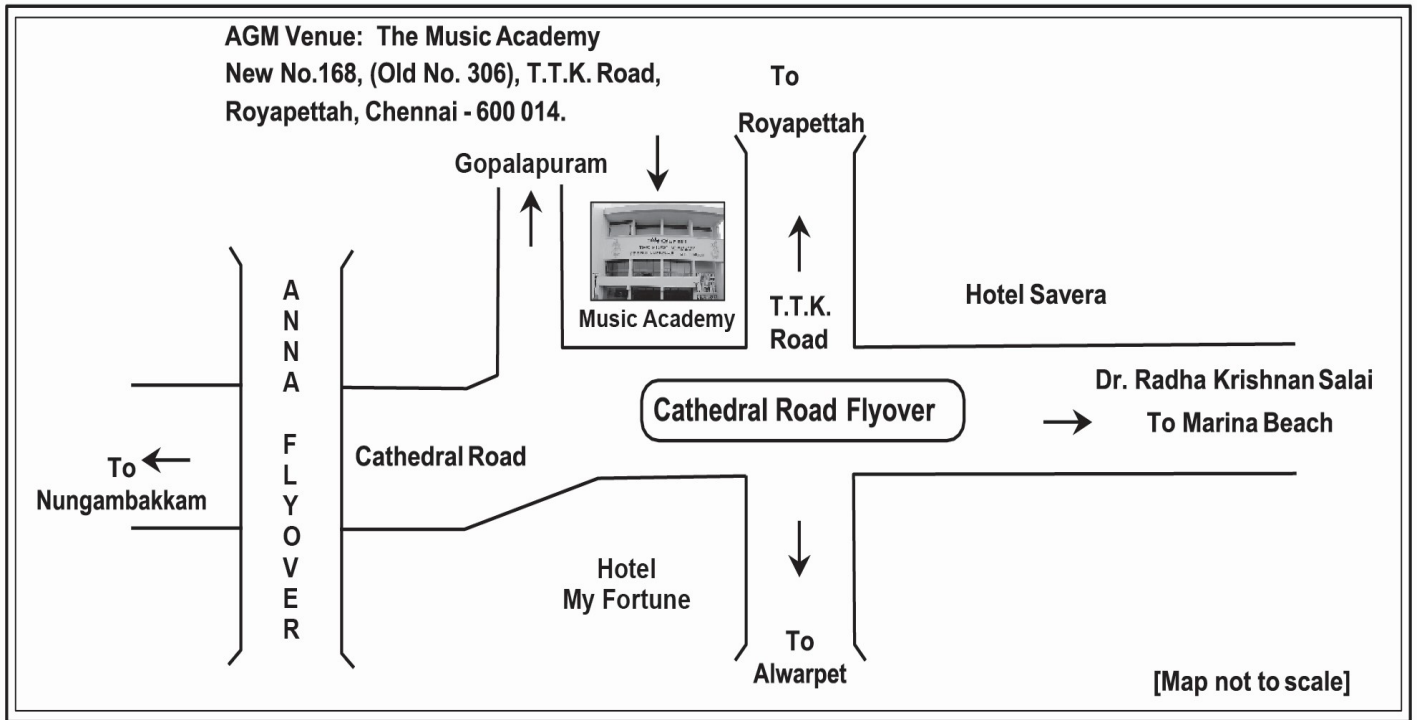 AGM Venue: The Music Academy
New No.168, (Old No. 306), T.T.K. Road,
Royapettah, Chennai - 600 014.
To
Royapettah
Gopalapuram
Music Academy
T.T.K.
Road
Hotel Savera
ANNA FLYOVER
Cathedral Road Flyover
Dr. Radha Krishnan Salai
To Marina Beach
Cathedral Road
To
Nungambakkam
Hotel
My Fortune
To
Alwarpet
[Map not to scale]